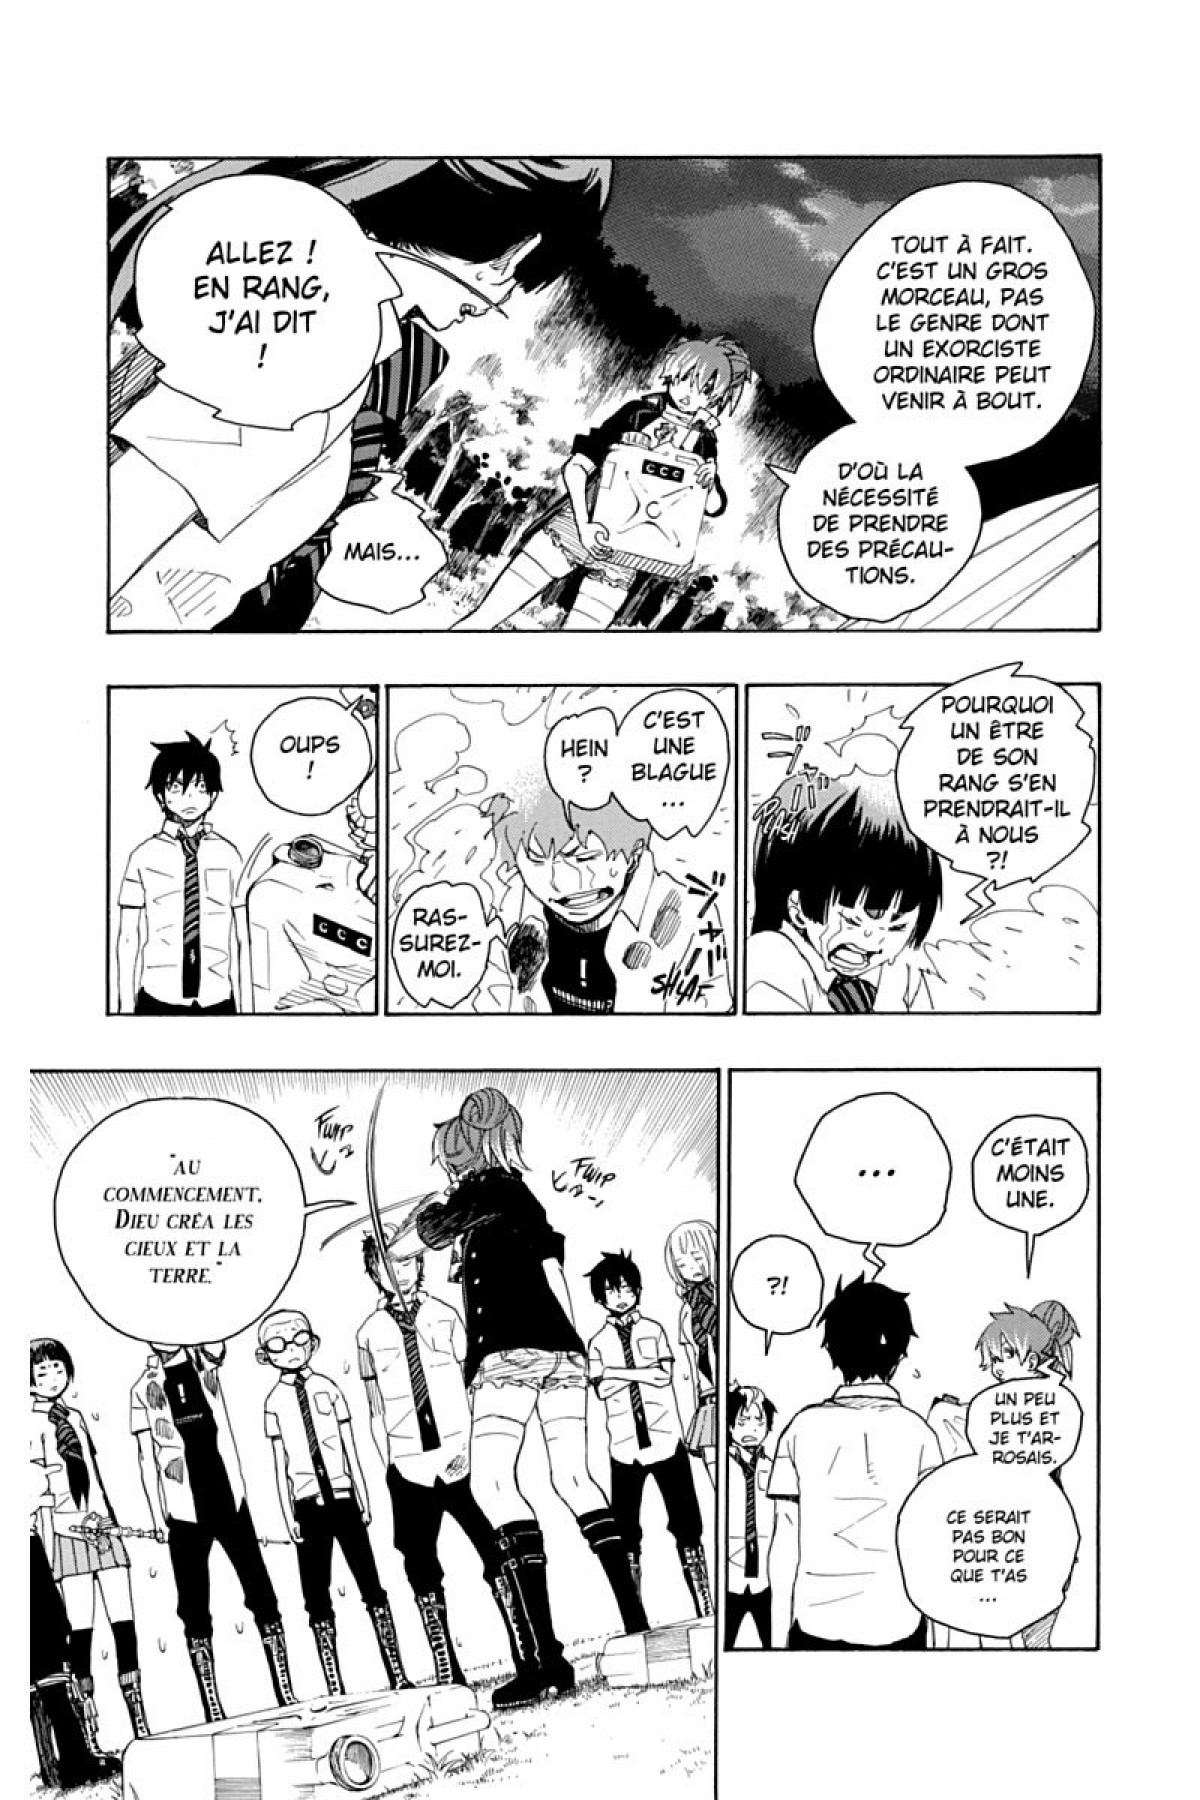 TOUT À FAIT.
C'EST UN GROS
MORCEAU, PAS
LE GENRE DONT
UN EXORCISTE
ORDINAIRE PEUT
VENIR À BOUT.
D'OÙ LA
NÉCESSITÉ
DE PRENDRE
DES PRÉCAU-
TIONS.
ALLEZ !
EN RANG,
J'AI DIT
!
MAIS...
CCC
POURQUOI
UN ÊTRE
DE SON
RANG S'EN
PRENDRAIT-IL
À NOUS
?!
PLASH
C'EST
UNE
BLAGUE
...
HEIN
?
RAS-
SUREZ-
MOI.
SHLAF
OUPS
!
CCC
C'ÉTAIT
MOINS
UNE.
...
?!
UN PEU
PLUS ET
JE T'AR-
ROSAIS.
CE SERAIT
PAS BON
POUR CE
QUE T'AS
...
FWIP
FWIP
"AU
COMMENCEMENT,
DIEU CRÉA LES
CIEUX ET LA
TERRE."